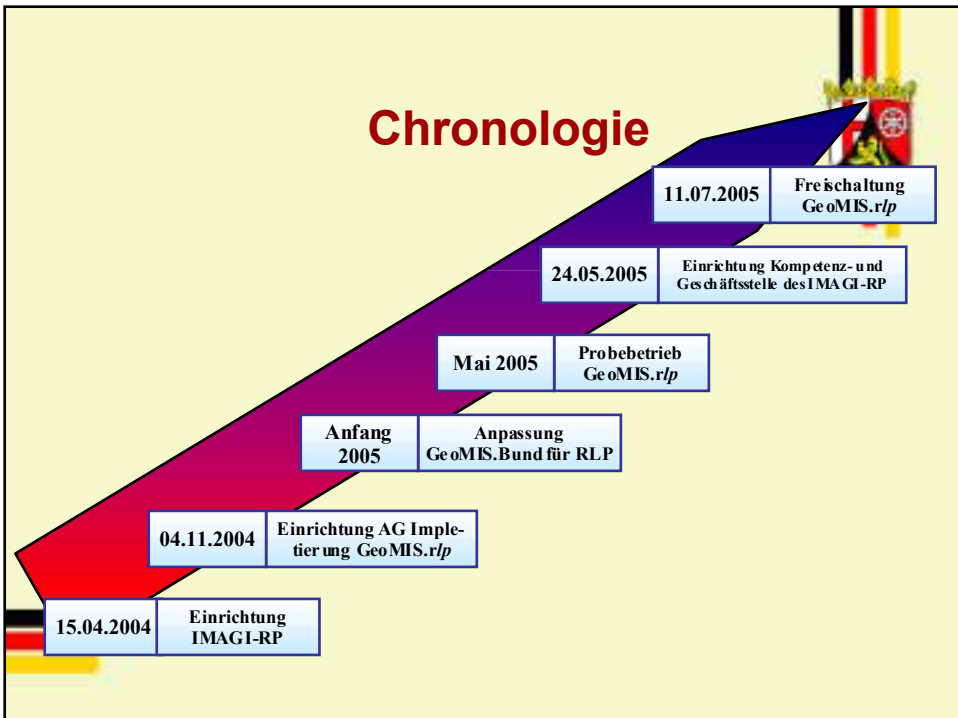 Chronologie
11.07.2005
Freischaltung
GeoMIS.rlp
24.05.2005
Einrichtung Kompetenz- und
Geschäftsstelle des IMAGI-RP
Mai 2005
Probebetrieb
GeoMIS.rlp
Anfang
2005
Anpassung
GeoMIS.Bund für RLP
04.11.2004
Einrichtung AG Imple-
tierung GeoMIS.rlp
15.04.2004
Einrichtung
IMAGI-RP